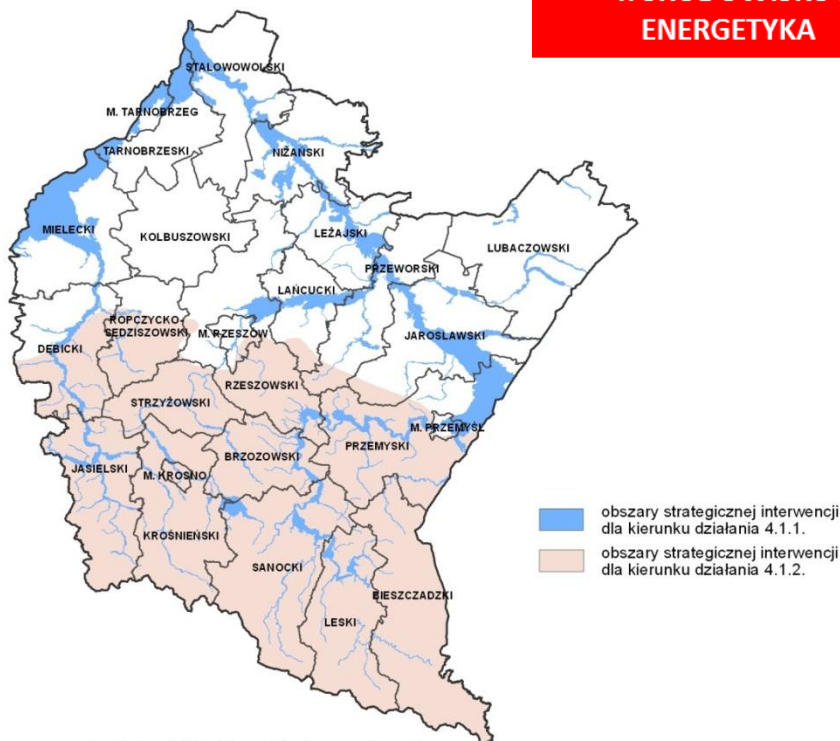 ENERGETYKA
STALOWOWOLSKI
M. TARNOBRZEG
TARNOBRZESKI
NIŻAŃSKI
MIELECKI
KOLBUSZOWSKI
LEŻAJSKI
LUBACZOWSKI
PRZEWORSKI
ŁAŃCUCKI
ROPCZYCKO-
SĘDZISZOWSKI
M. RZESZÓW
JAROSŁAWSKI
DĘBICKI
RZESZOWSKI
STRZYŻOWSKI
M. PRZEMYŚL
PRZEMYSKI
BRZOZOWSKI
JASIELSKI
M. KROSNO
KROŚNIEŃSKI
SANOCKI
BIESZCZADZKI
LESKI
obszary strategicznej interwencji
dla kierunku działania 4.1.1.
obszary strategicznej interwencji
dla kierunku działania 4.1.2.